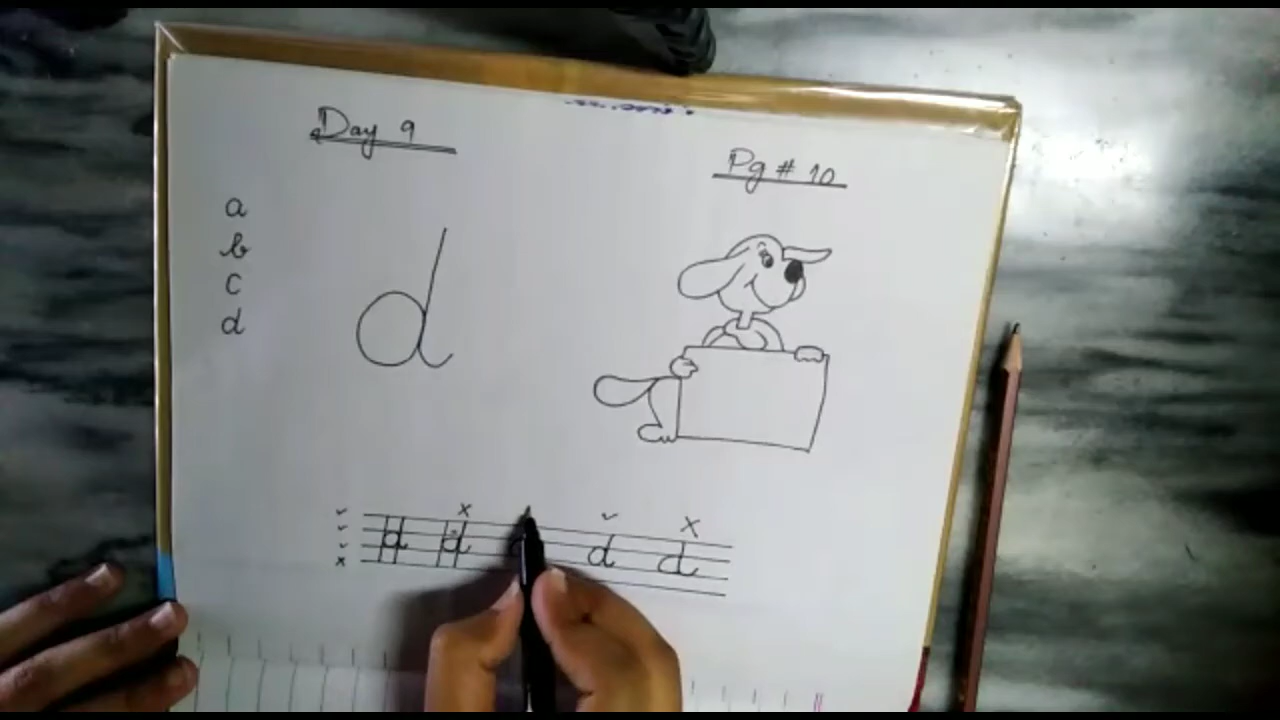 Day 9
Pg # 10
a
b
c
d
d
✓ x ✓ x
✓
✓
✓
x
d d d d